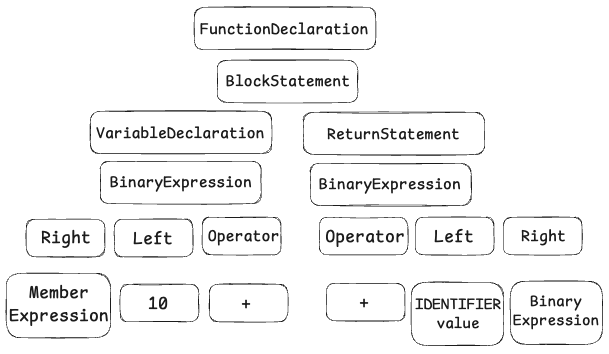 FunctionDeclaration
BlockStatement
VariableDeclaration
ReturnStatement
BinaryExpression
BinaryExpression
Right
Left
Operator
Operator
Left
Right
Member
Expression
10
+
+
IDENTIFIER
value
Binary
Expression